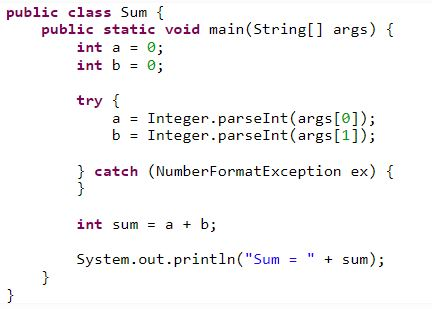 public class Sum {
    public static void main(String[] args) {
        int a = 0;
        int b = 0;

        try {
            a = Integer.parseInt(args[0]);
            b = Integer.parseInt(args[1]);

        } catch (NumberFormatException ex) {
        }

        int sum = a + b;

        System.out.println("Sum = " + sum);
    }
}